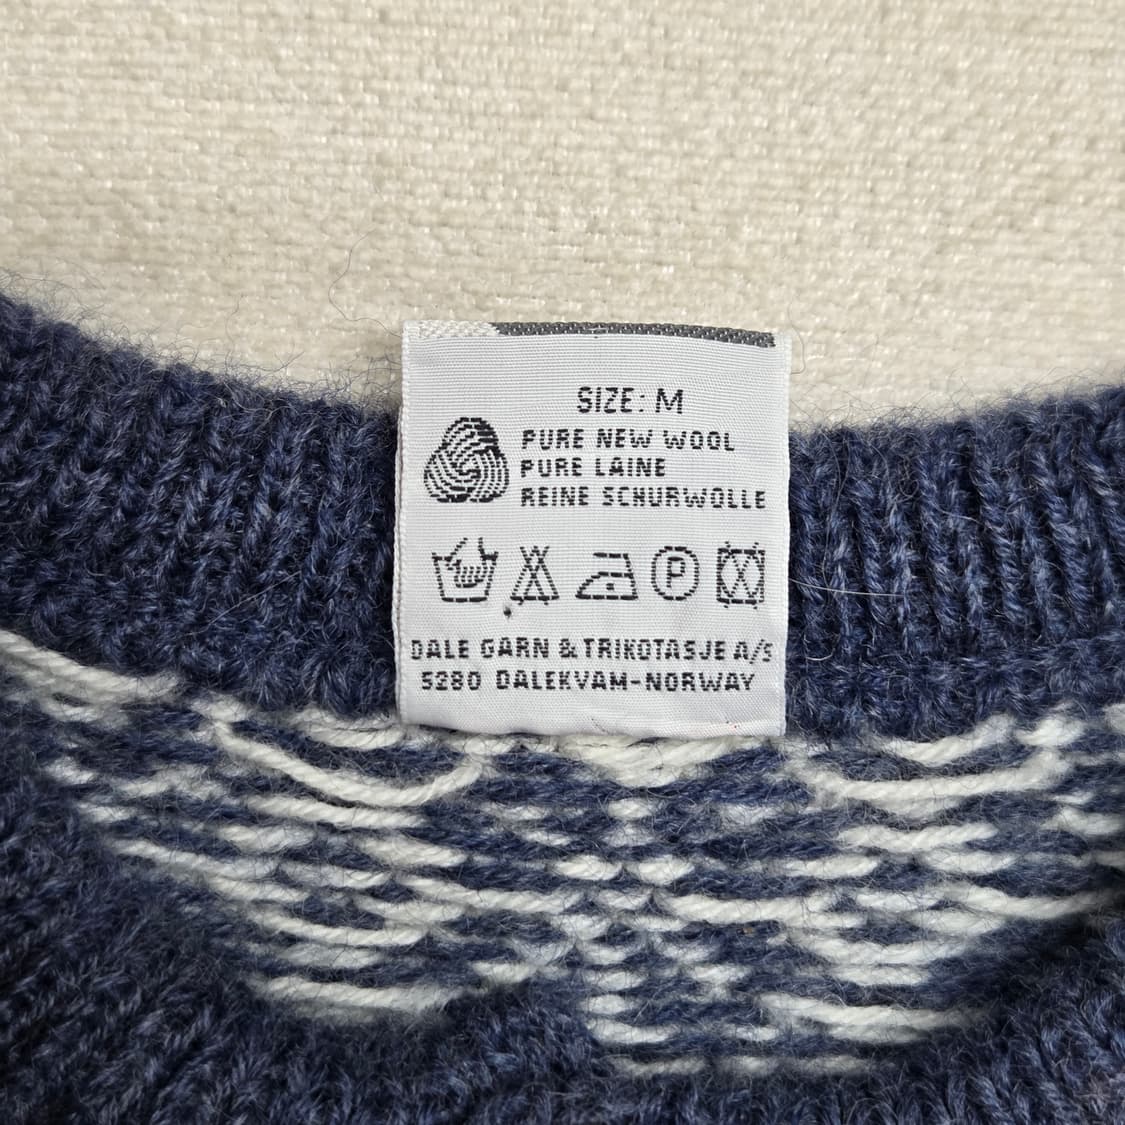 SIZE: M
PURE NEW WOOL
PURE LAINE
REINE SCHURWOLLE
P
DALE GARN & TRIKOTASJE A/S
5280 DALEKVAM-NORWAY